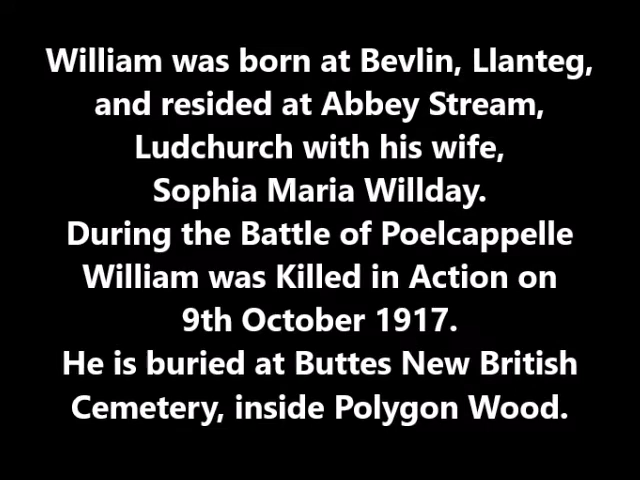 William was born at Bevlin, Llanteg,
and resided at Abbey Stream,
Ludchurch with his wife,
Sophia Maria Willday.
During the Battle of Poelcappelle
William was Killed in Action on
9th October 1917.
He is buried at Buttes New British
Cemetery, inside Polygon Wood.